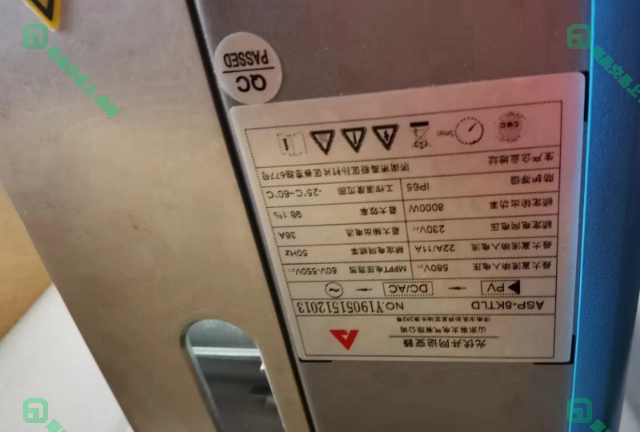 光伏并网逆变器
ASP-8KTLD NO.Y19051512013
PV DC/AC
最大直流输入电压 580V MPPT电压范围 80V-550V
最大直流输入电流 22A/11A 额定电网频率 50Hz
额定电网电压 230V 最大输出电流 38A
额定输出功率 8000W 最大效率 98.1%
防护等级 IP65 工作温度范围 -25℃~60℃
生产企业地址
QC
PASSED